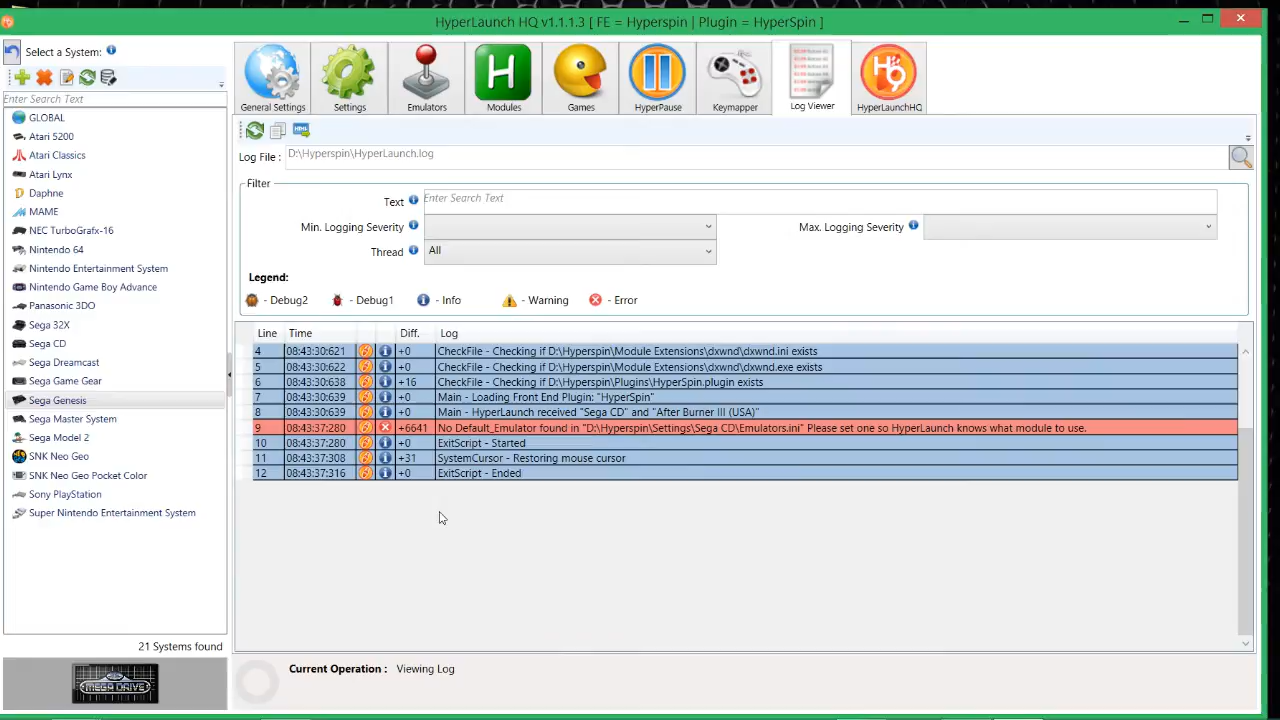 HyperLaunch HQ v1.1.1.3 [ FE = Hyperspin | Plugin = HyperSpin ]
Select a System:
Enter Search Text
GLOBAL
Atari 5200
Atari Classics
Atari Lynx
Daphne
MAME
NEC TurboGrafx-16
Nintendo 64
Nintendo Entertainment System
Nintendo Game Boy Advance
Panasonic 3DO
Sega 32X
Sega CD
Sega Dreamcast
Sega Game Gear
Sega Genesis
Sega Master System
Sega Model 2
SNK Neo Geo
SNK Neo Geo Pocket Color
Sony PlayStation
Super Nintendo Entertainment System
21 Systems found
MEGA DRIVE
General Settings Settings Emulators Modules Games HyperPause Keymapper Log Viewer HyperLaunchHQ
Log File : D:\Hyperspin\HyperLaunch.log
Filter
Text Enter Search Text
Min. Logging Severity Max. Logging Severity
Thread All
Legend:
- Debug2 - Debug1 - Info - Warning - Error
Line Time Diff. Log
4 08:43:30:621 +0 CheckFile - Checking if D:\Hyperspin\Module Extensions\dxwnd\dxwnd.ini exists
5 08:43:30:622 +0 CheckFile - Checking if D:\Hyperspin\Module Extensions\dxwnd\dxwnd.exe exists
6 08:43:30:638 +16 CheckFile - Checking if D:\Hyperspin\Plugins\HyperSpin.plugin exists
7 08:43:30:639 +0 Main - Loading Front End Plugin: "HyperSpin"
8 08:43:30:639 +0 Main - HyperLaunch received "Sega CD" and "After Burner III (USA)"
9 08:43:37:280 +6641 No Default_Emulator found in "D:\Hyperspin\Settings\Sega CD\Emulators.ini" Please set one so HyperLaunch knows what module to use.
10 08:43:37:280 +0 ExitScript - Started
11 08:43:37:308 +31 SystemCursor - Restoring mouse cursor
12 08:43:37:316 +0 ExitScript - Ended
Current Operation : Viewing Log